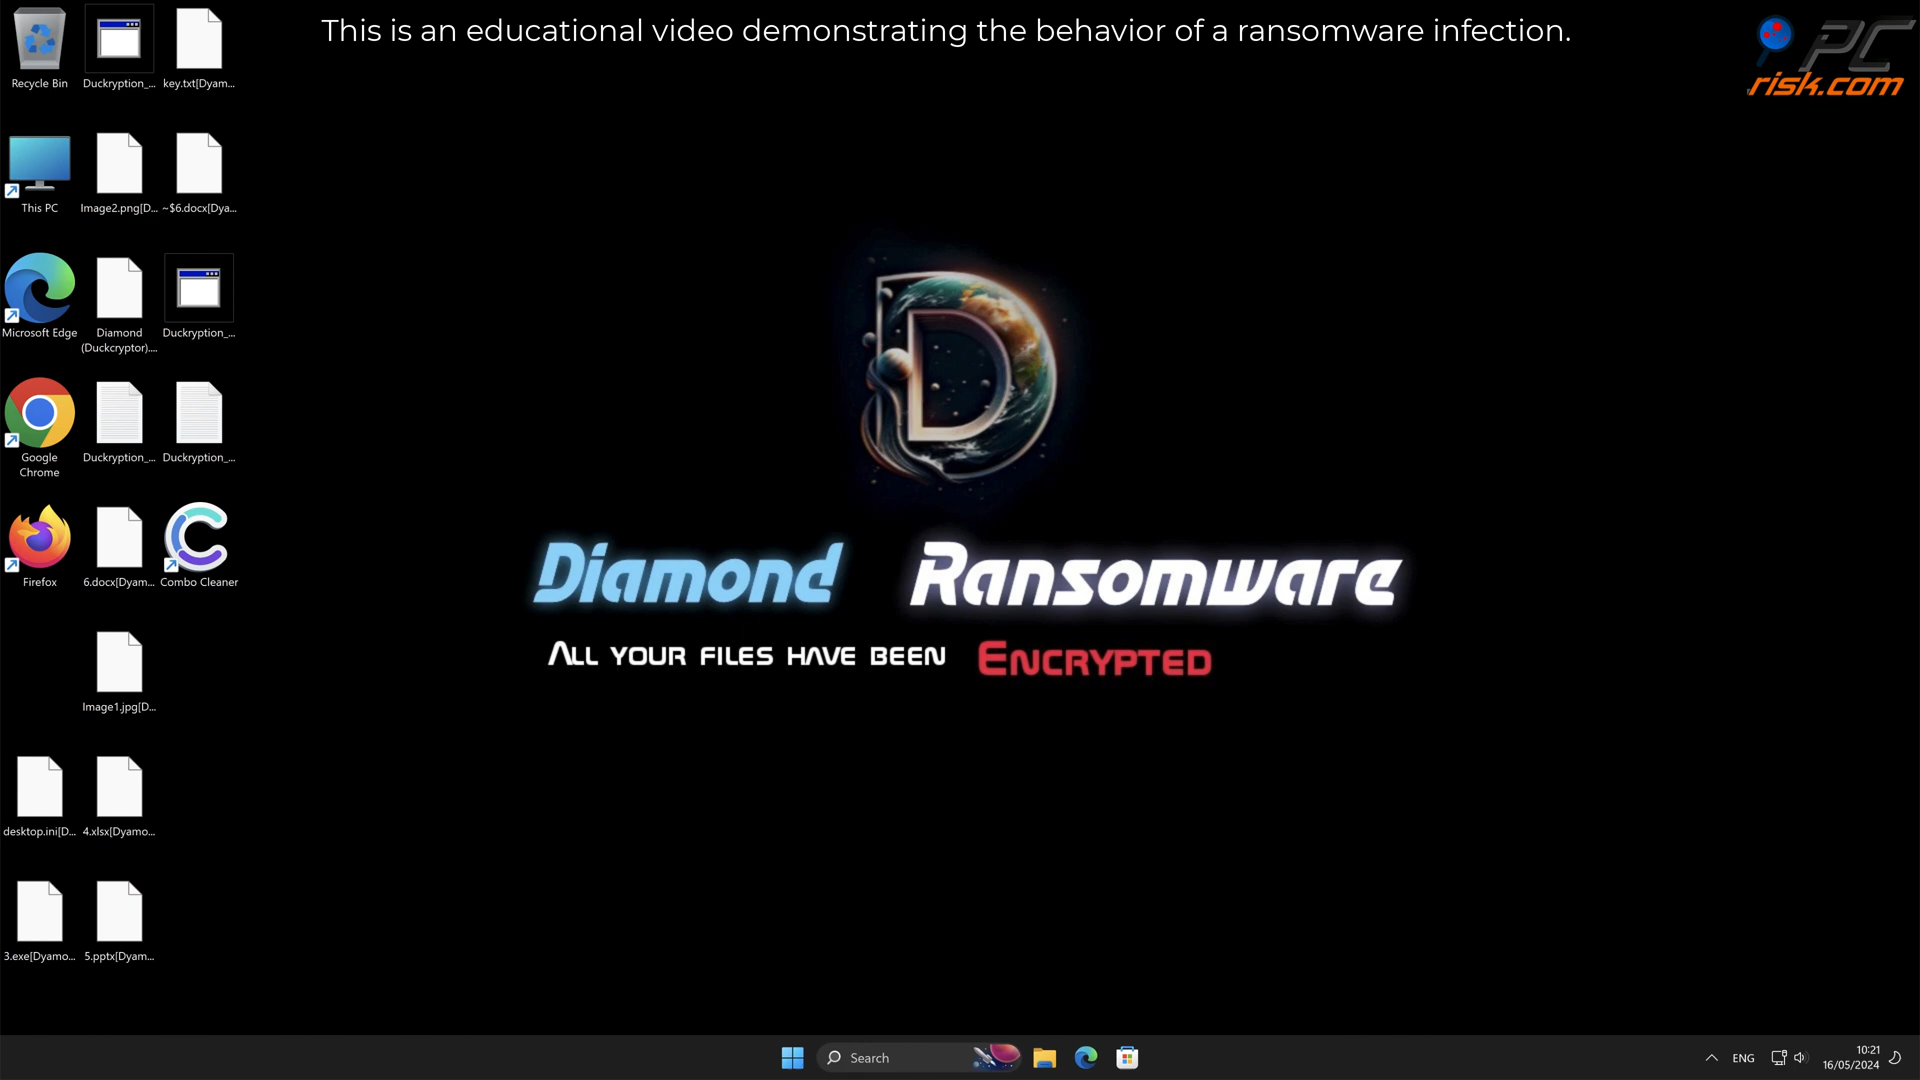 This is an educational video demonstrating the behavior of a ransomware infection.
PC
risk.com
Recycle Bin
Duckryption_...
key.txt[Dyam...
This PC
Image2.png[D...
~$6.docx[Dya...
Microsoft Edge
Diamond
(Duckcryptor)....
Duckryption_...
Google
Chrome
Duckryption_...
Duckryption_...
Firefox
6.docx[Dyam...
Combo Cleaner
Image1.jpg[D...
desktop.ini[D...
4.xlsx[Dyamo...
3.exe[Dyamo...
5.pptx[Dyam...
D
Diamond Ransomware
All your files have been Encrypted
Search
ENG
10:21
16/05/2024